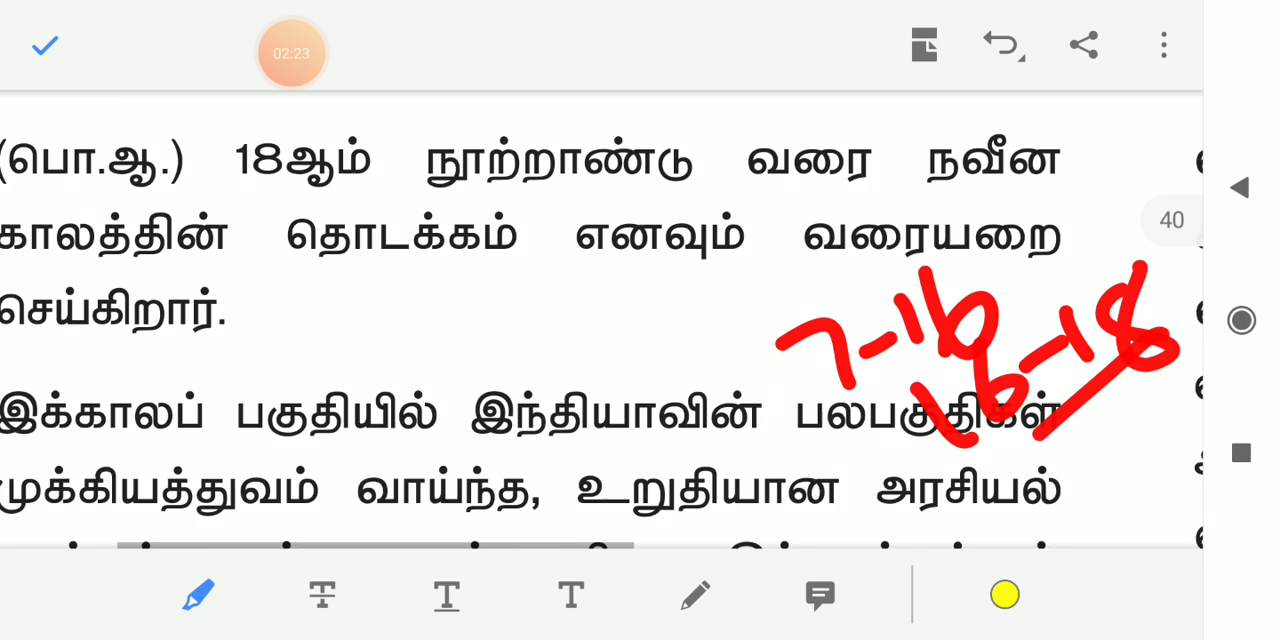 02:23
(பொ.ஆ.) 18ஆம் நூற்றாண்டு வரை நவீன
காலத்தின் தொடக்கம் எனவும் வரையறை
40
செய்கிறார்.
7-16
16-18
இக்காலப் பகுதியில் இந்தியாவின் பலபகுதிகள்
முக்கியத்துவம் வாய்ந்த, உறுதியான அரசியல்
T T T